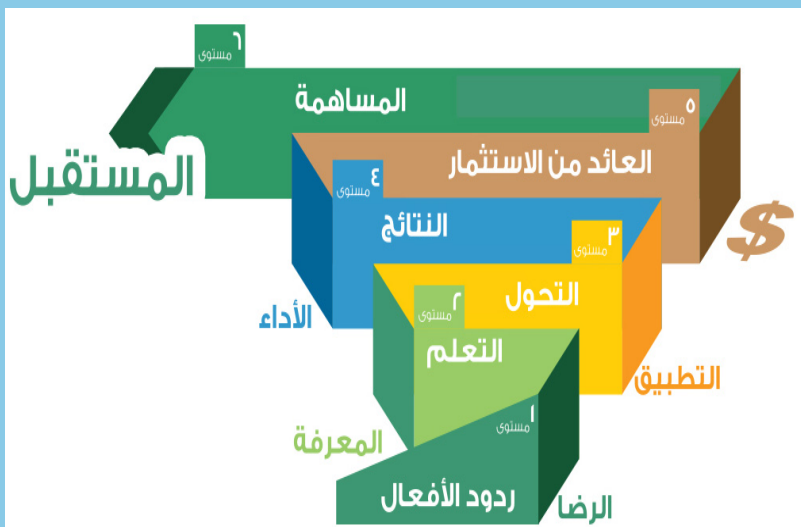 ٦ مستوى
المساهمة
المستقبل
٥ مستوى
العائد من الاستثمار
$
٤ مستوى
النتائج
الأداء
٣ مستوى
التحول
التطبيق
٢ مستوى
التعلم
المعرفة
١ مستوى
ردود الأفعال
الرضا